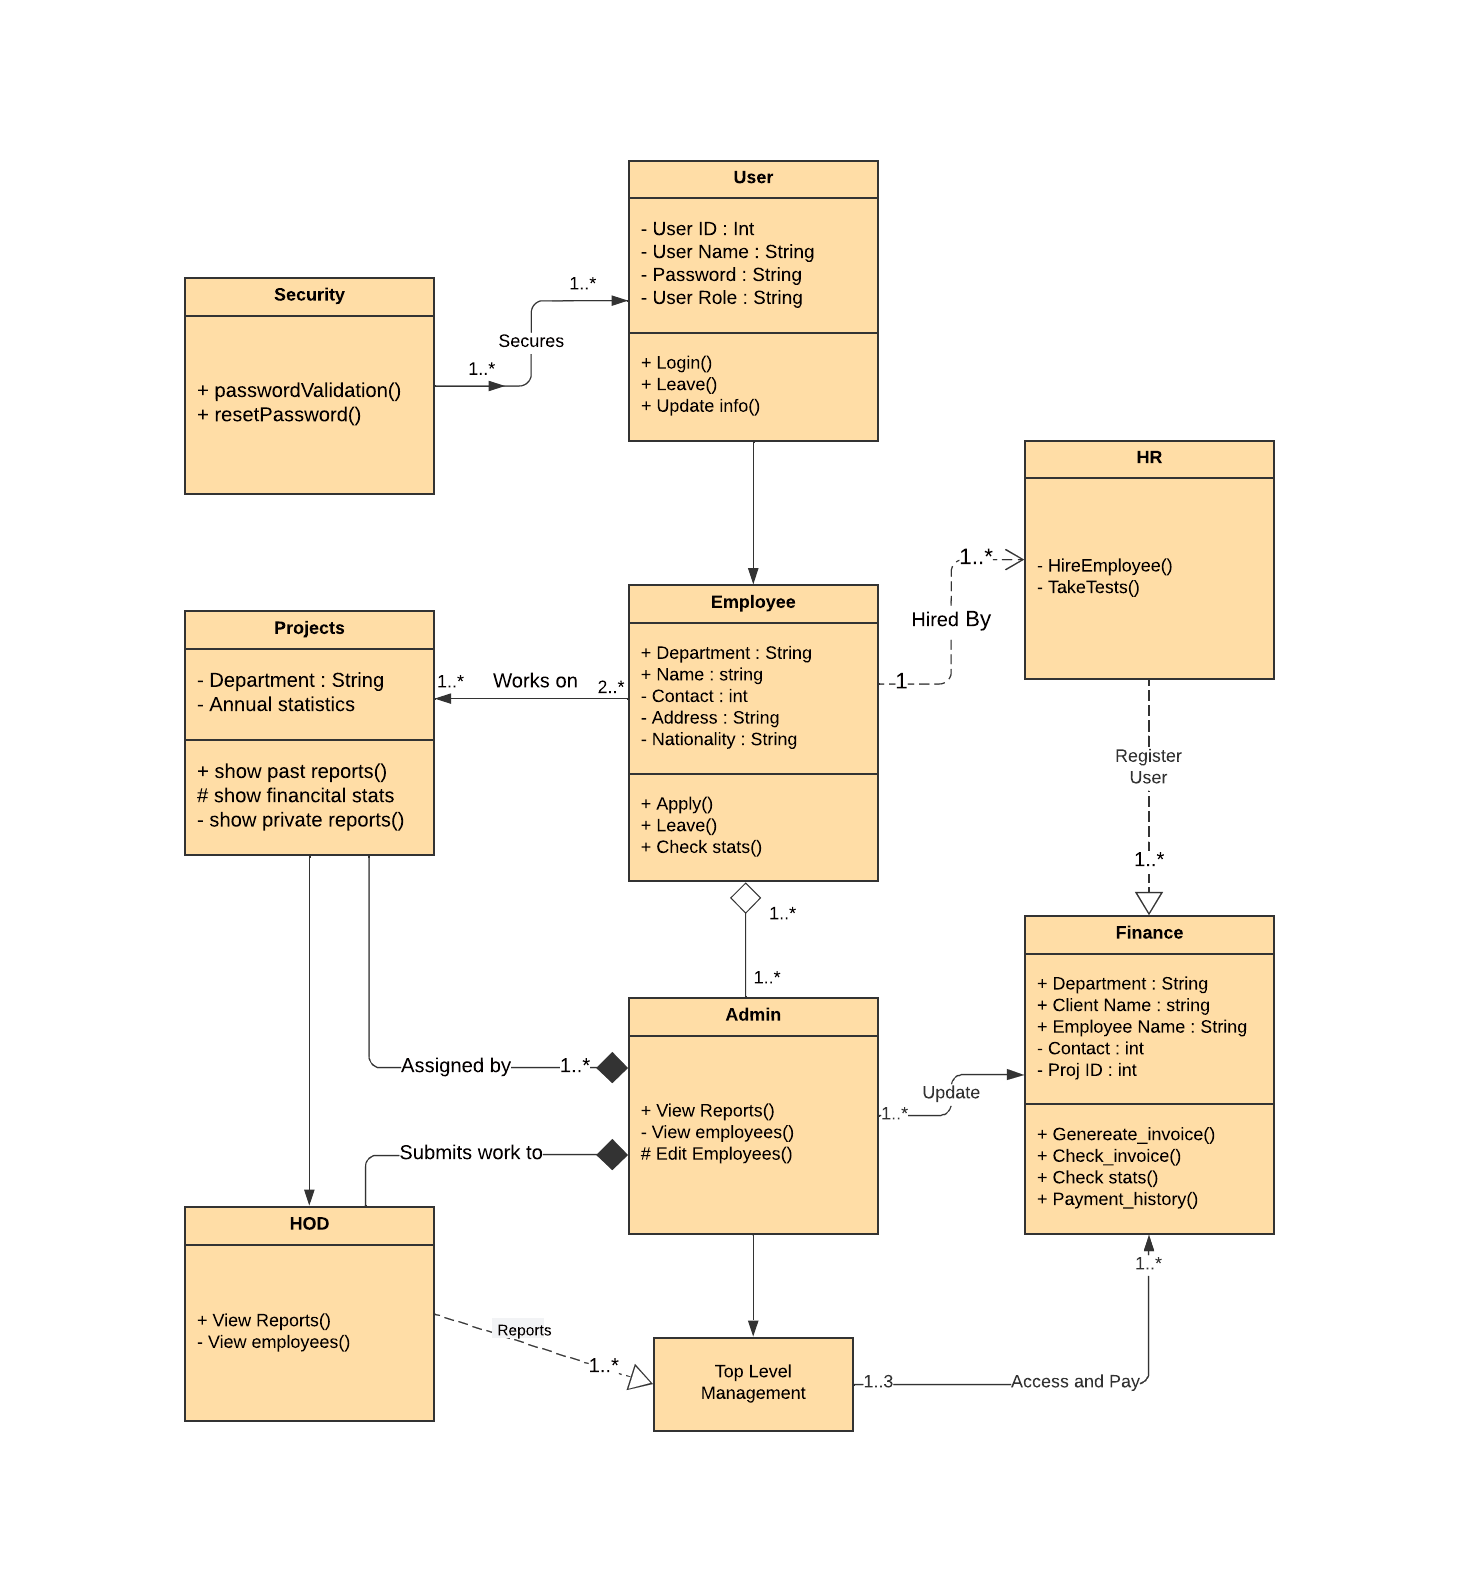 User
- User ID : Int
- User Name : String
- Password : String
- User Role : String
+ Login()
+ Leave()
+ Update info()
Security
+ passwordValidation()
+ resetPassword()
1..*
Secures
1..*
HR
- HireEmployee()
- TakeTests()
1..*
Hired By
1
Employee
+ Department : String
+ Name : string
- Contact : int
- Address : String
- Nationality : String
+ Apply()
+ Leave()
+ Check stats()
Projects
- Department : String
- Annual statistics
+ show past reports()
# show financital stats
- show private reports()
1..*
Works on
2..*
Register
User
1..*
1..*
1..*
Finance
+ Department : String
+ Client Name : string
+ Employee Name : String
- Contact : int
- Proj ID : int
+ Genereate_invoice()
+ Check_invoice()
+ Check stats()
+ Payment_history()
Admin
+ View Reports()
- View employees()
# Edit Employees()
Assigned by
1..*
Update
1..*
Submits work to
HOD
+ View Reports()
- View employees()
Reports
1..*
Top Level
Management
1..3
Access and Pay
1..*